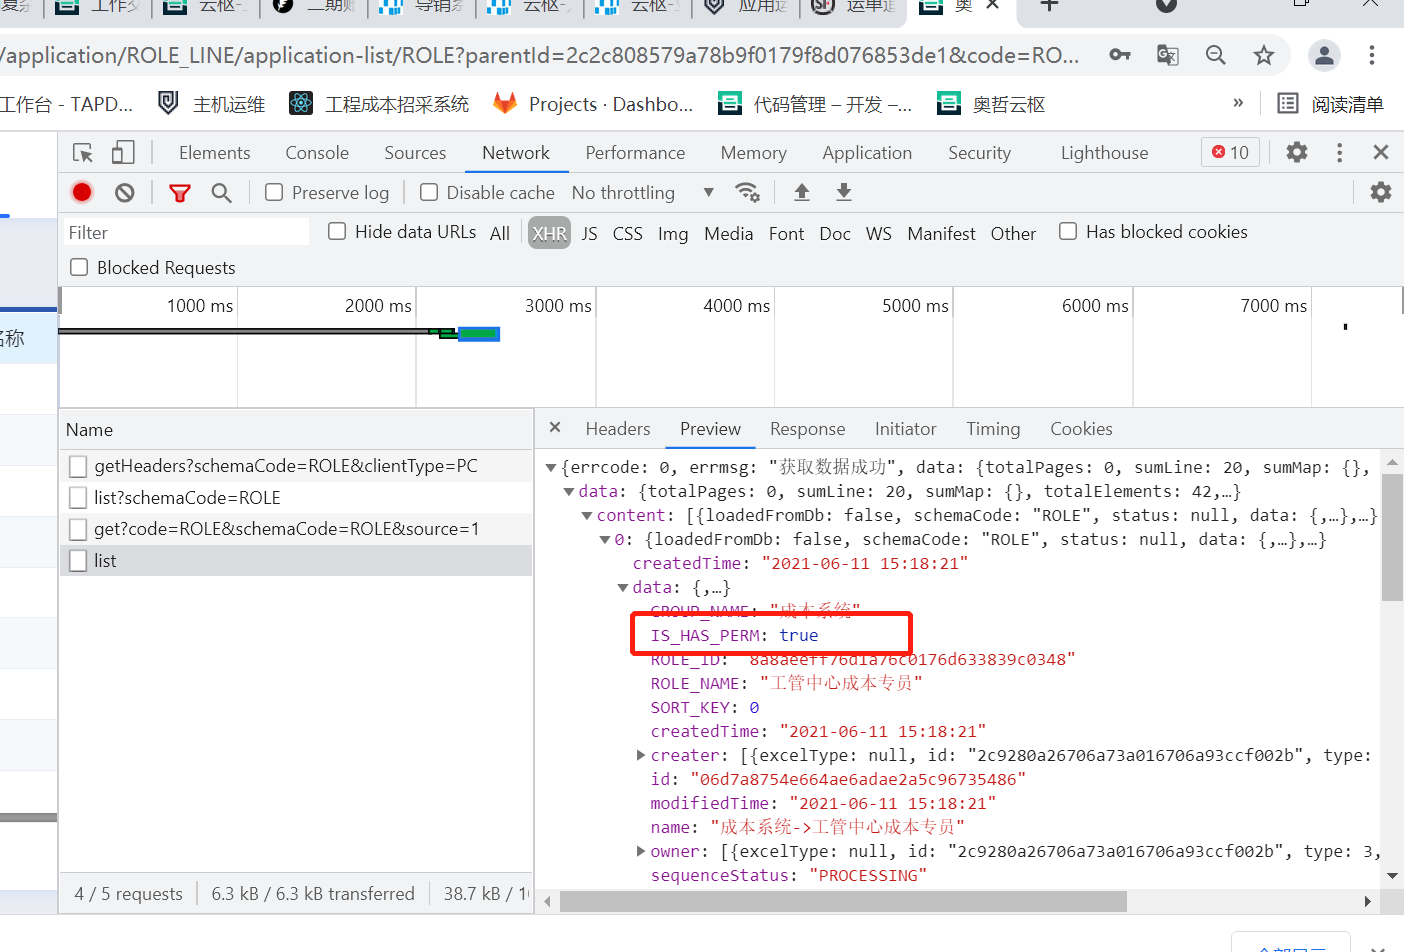 工作夕
云枢-
二期则
导销系
云枢-
云枢-
应用运
运单追
奥
/application/ROLE_LINE/application-list/ROLE?parentId=2c2c808579a78b9f0179f8d076853de1&code=RO...
工作台 - TAPD...
主机运维
工程成本招采系统
Projects · Dashbo...
代码管理 – 开发 –...
奥哲云枢
»
阅读清单
Elements Console Sources Network Performance Memory Application Security Lighthouse 10
Preserve log Disable cache No throttling
Filter Hide data URLs All XHR JS CSS Img Media Font Doc WS Manifest Other Has blocked cookies
Blocked Requests
1000 ms 2000 ms 3000 ms 4000 ms 5000 ms 6000 ms 7000 ms
名称
Name
getHeaders?schemaCode=ROLE&clientType=PC
list?schemaCode=ROLE
get?code=ROLE&schemaCode=ROLE&source=1
list
4 / 5 requests 6.3 kB / 6.3 kB transferred 38.7 kB / 1
Headers Preview Response Initiator Timing Cookies
{errcode: 0, errmsg: "获取数据成功", data: {totalPages: 0, sumLine: 20, sumMap: {},
data: {totalPages: 0, sumLine: 20, sumMap: {}, totalElements: 42,…}
content: [{loadedFromDb: false, schemaCode: "ROLE", status: null, data: {,…},…}
0: {loadedFromDb: false, schemaCode: "ROLE", status: null, data: {,…},…}
createdTime: "2021-06-11 15:18:21"
data: {,…}
GROUP_NAME: "成本系统"
IS_HAS_PERM: true
ROLE_ID: "8a8aeeff76d1a76c0176d633839c0348"
ROLE_NAME: "工管中心成本专员"
SORT_KEY: 0
createdTime: "2021-06-11 15:18:21"
creater: [{excelType: null, id: "2c9280a26706a73a016706a93ccf002b", type:
id: "06d7a8754e664ae6adae2a5c96735486"
modifiedTime: "2021-06-11 15:18:21"
name: "成本系统->工管中心成本专员"
owner: [{excelType: null, id: "2c9280a26706a73a016706a93ccf002b", type: 3,
sequenceStatus: "PROCESSING"
全部显示